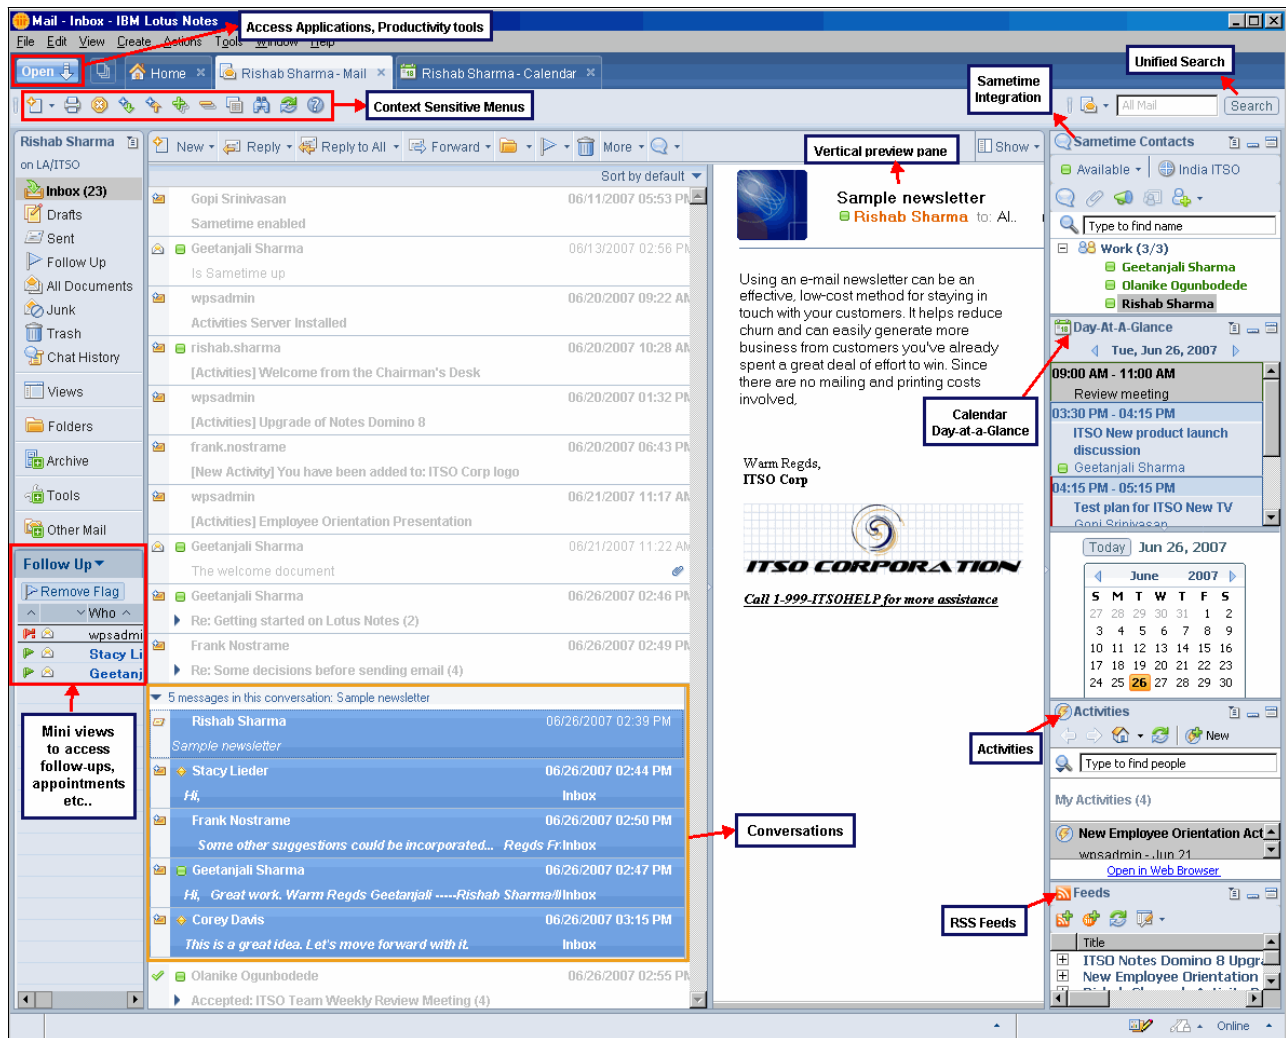 Mail - Inbox - IBM Lotus Notes
Access Applications, Productivity tools
File Edit View Create Actions Tools Window Help
Open
Home
Rishab Sharma - Mail
Rishab Sharma - Calendar
Unified Search
Sametime Integration
Context Sensitive Menus
All Mail
Search
Rishab Sharma
on LA/ITSO
Inbox (23)
Drafts
Sent
Follow Up
All Documents
Junk
Trash
Chat History
Views
Folders
Archive
Tools
Other Mail
Follow Up
Remove Flag
Who
wpsadmi
Stacy Li
Geetanj
Mini views
to access
follow-ups,
appointments
etc..
New Reply Reply to All Forward More
Sort by default
Gopi Srinivasan 06/11/2007 05:53 PM
Sametime enabled
Geetanjali Sharma 06/13/2007 02:56 PM
Is Sametime up
wpsadmin 06/20/2007 09:22 AM
Activities Server Installed
rishab.sharma 06/20/2007 10:28 AM
[Activities] Welcome from the Chairman's Desk
wpsadmin 06/20/2007 01:32 PM
[Activities] Upgrade of Notes Domino 8
frank.nostrame 06/20/2007 06:43 PM
[New Activity] You have been added to: ITSO Corp logo
wpsadmin 06/21/2007 11:17 AM
[Activities] Employee Orientation Presentation
Geetanjali Sharma 06/21/2007 11:22 AM
The welcome document
Geetanjali Sharma 06/26/2007 02:46 PM
Re: Getting started on Lotus Notes (2)
Frank Nostrame 06/26/2007 02:49 PM
Re: Some decisions before sending email (4)
5 messages in this conversation: Sample newsletter
Rishab Sharma 06/26/2007 02:39 PM
Sample newsletter
Stacy Lieder 06/26/2007 02:44 PM
Hi, Inbox
Frank Nostrame 06/26/2007 02:50 PM
Some other suggestions could be incorporated... Regds Fr Inbox
Geetanjali Sharma 06/26/2007 02:47 PM
Hi, Great work. Warm Regds Geetanjali -----Rishab Sharma/ Inbox
Corey Davis 06/26/2007 03:15 PM
This is a great idea. Let's move forward with it. Inbox
Olanike Ogunbodede 06/26/2007 02:55 PM
Accepted: ITSO Team Weekly Review Meeting (4)
Vertical preview pane
Show
Sample newsletter
Rishab Sharma to: Al..
Using an e-mail newsletter can be an
effective, low-cost method for staying in
touch with your customers. It helps reduce
churn and can easily generate more
business from customers you've already
spent a great deal of effort to win. Since
there are no mailing and printing costs
involved,
Calendar
Day-at-a-Glance
Warm Regds,
ITSO Corp
ITSO CORPORATION
Call 1-999-ITSOHELP for more assistance
Activities
Conversations
RSS Feeds
Sametime Contacts
Available India ITSO
Type to find name
Work (3/3)
Geetanjali Sharma
Olanike Ogunbodede
Rishab Sharma
Day-At-A-Glance
Tue, Jun 26, 2007
09:00 AM - 11:00 AM
Review meeting
03:30 PM - 04:15 PM
ITSO New product launch
discussion
Geetanjali Sharma
04:15 PM - 05:15 PM
Test plan for ITSO New TV
Gopi Srinivasan
Today Jun 26, 2007
June 2007
S M T W T F S
27 28 29 30 31 1 2
3 4 5 6 7 8 9
10 11 12 13 14 15 16
17 18 19 20 21 22 23
24 25 26 27 28 29 30
Activities
New
Type to find people
My Activities (4)
New Employee Orientation Act
wpsadmin - Jun 21
Open in Web Browser
Feeds
Title
ITSO Notes Domino 8 Upgra
New Employee Orientation
Online